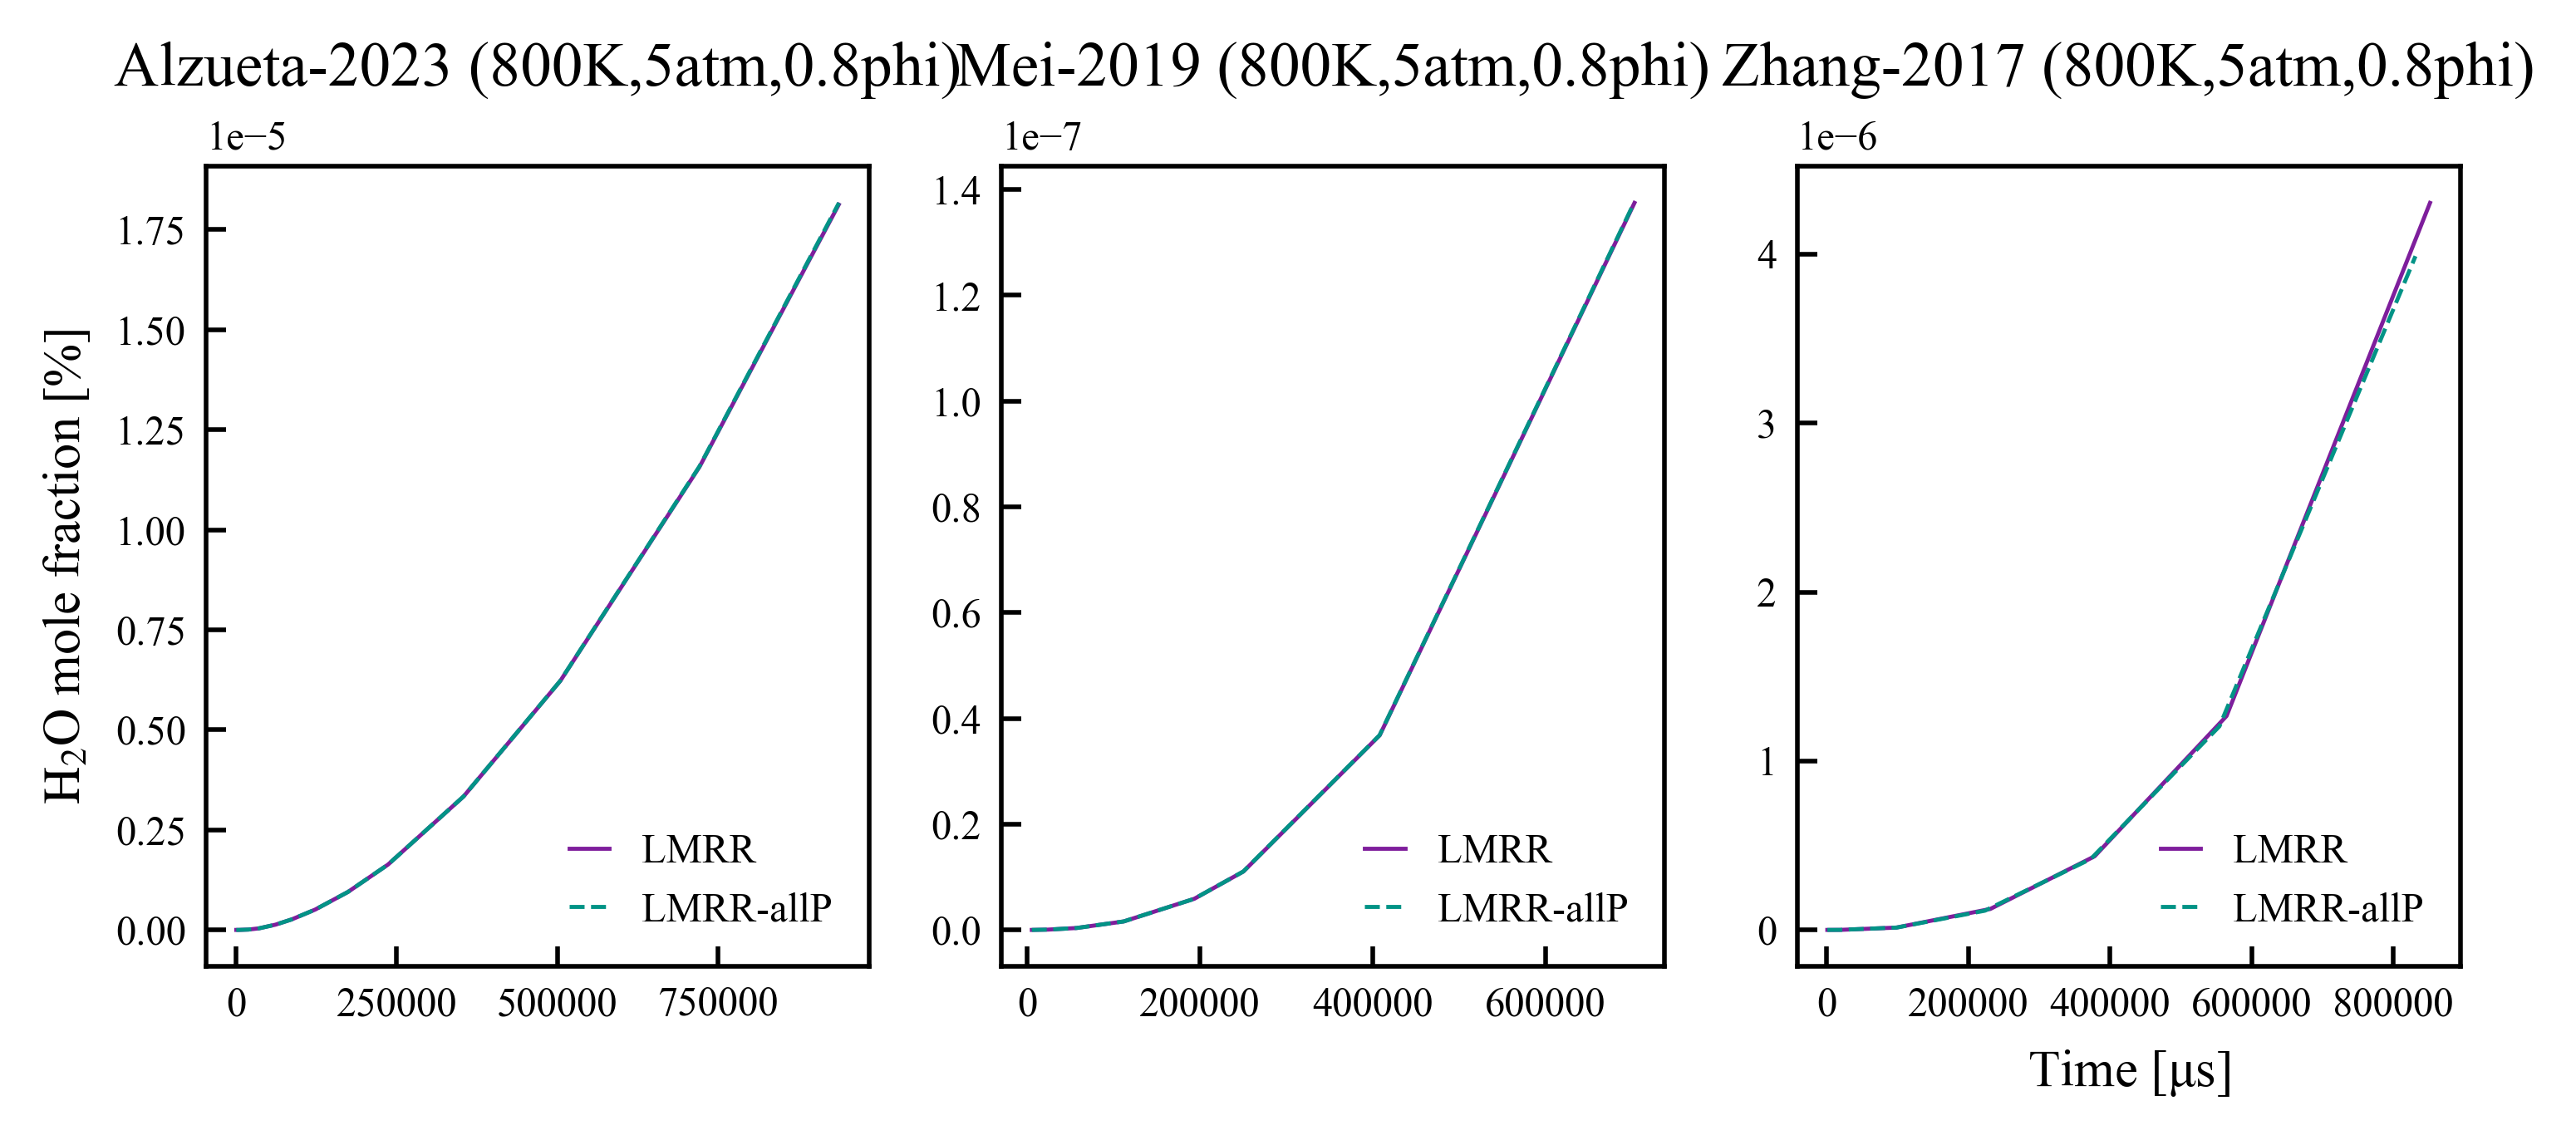 Alzueta-2023 (800K,5atm,0.8phi)
Mei-2019 (800K,5atm,0.8phi)
Zhang-2017 (800K,5atm,0.8phi)
H₂O mole fraction [%]
1e−5
1.75
1.50
1.25
1.00
0.75
0.50
0.25
0.00
0 250000 500000 750000
LMRR
LMRR-allP
1e−7
1.4
1.2
1.0
0.8
0.6
0.4
0.2
0.0
0 200000 400000 600000
LMRR
LMRR-allP
1e−6
4
3
2
1
0
0 200000 400000 600000 800000
LMRR
LMRR-allP
Time [μs]